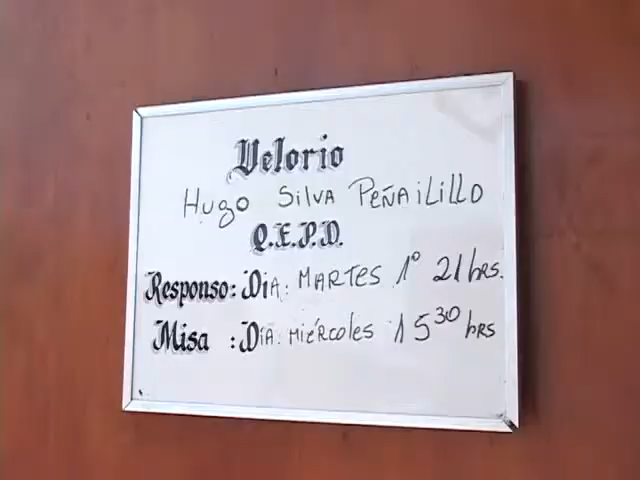 Velorio
Hugo Silva Peñailillo
Q.E.P.D.
Responso: Dia: Martes 1° 21 hrs.
Misa : Dia. Miércoles 15 30 hrs